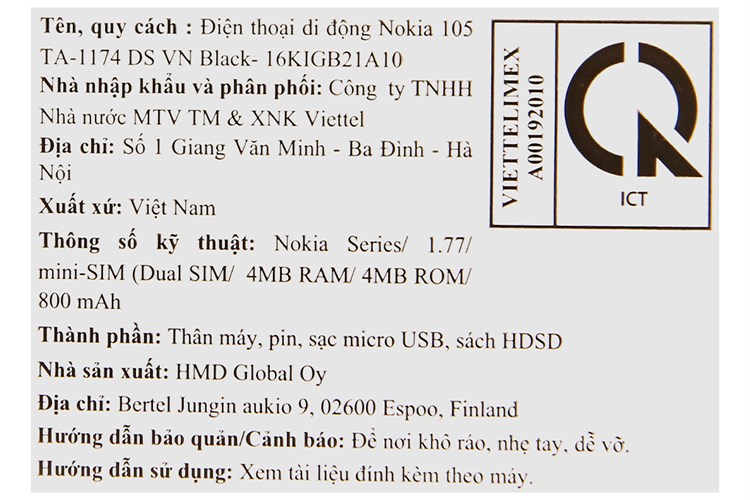 Tên, quy cách : Điện thoại di động Nokia 105
TA-1174 DS VN Black- 16KIGB21A10
Nhà nhập khẩu và phân phối: Công ty TNHH
Nhà nước MTV TM & XNK Viettel
Địa chỉ: Số 1 Giang Văn Minh - Ba Đình - Hà
Nội
Xuất xứ: Việt Nam
Thông số kỹ thuật: Nokia Series/ 1.77/
mini-SIM (Dual SIM/ 4MB RAM/ 4MB ROM/
800 mAh
Thành phần: Thân máy, pin, sạc micro USB, sách HDSD
Nhà sản xuất: HMD Global Oy
Địa chỉ: Bertel Jungin aukio 9, 02600 Espoo, Finland
Hướng dẫn bảo quản/Cảnh báo: Để nơi khô ráo, nhẹ tay, dễ vỡ.
Hướng dẫn sử dụng: Xem tài liệu đính kèm theo máy.
VIETTELIMEX
A00192010
ICT